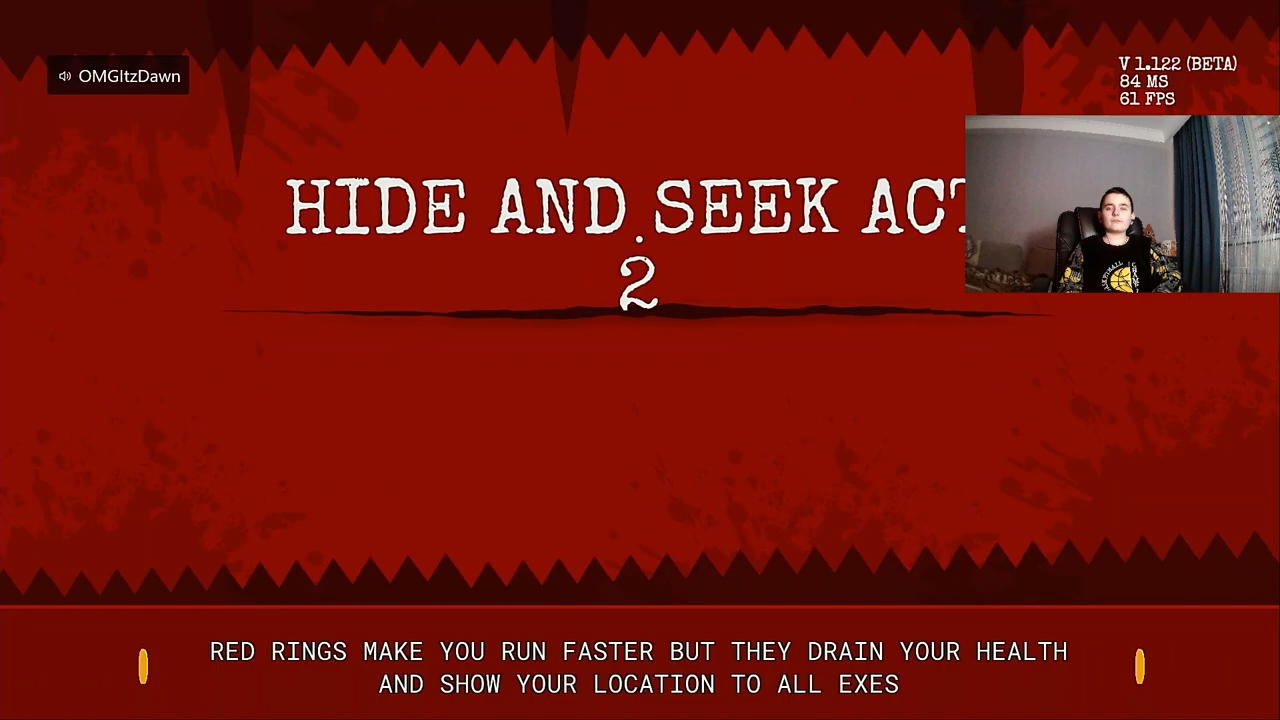 OMGItzDawn
V 1.122 (BETA)
84 MS
61 FPS
HIDE AND SEEK ACT
2
RED RINGS MAKE YOU RUN FASTER BUT THEY DRAIN YOUR HEALTH
AND SHOW YOUR LOCATION TO ALL EXES